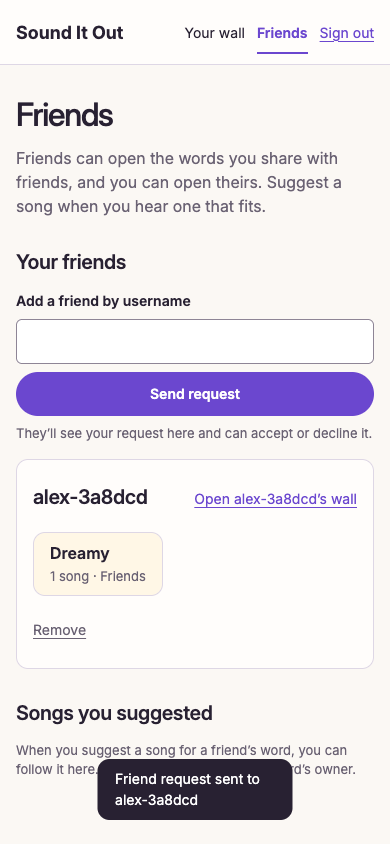 Sound It Out
Your wall
Friends
Sign out
Friends
Friends can open the words you share with
friends, and you can open theirs. Suggest a
song when you hear one that fits.
Your friends
Add a friend by username
Send request
They’ll see your request here and can accept or decline it.
alex-3a8dcd
Open alex-3a8dcd’s wall
Dreamy
1 song · Friends
Remove
Songs you suggested
When you suggest a song for a friend’s word, you can
follow it here. rd’s owner.
Friend request sent to
alex-3a8dcd